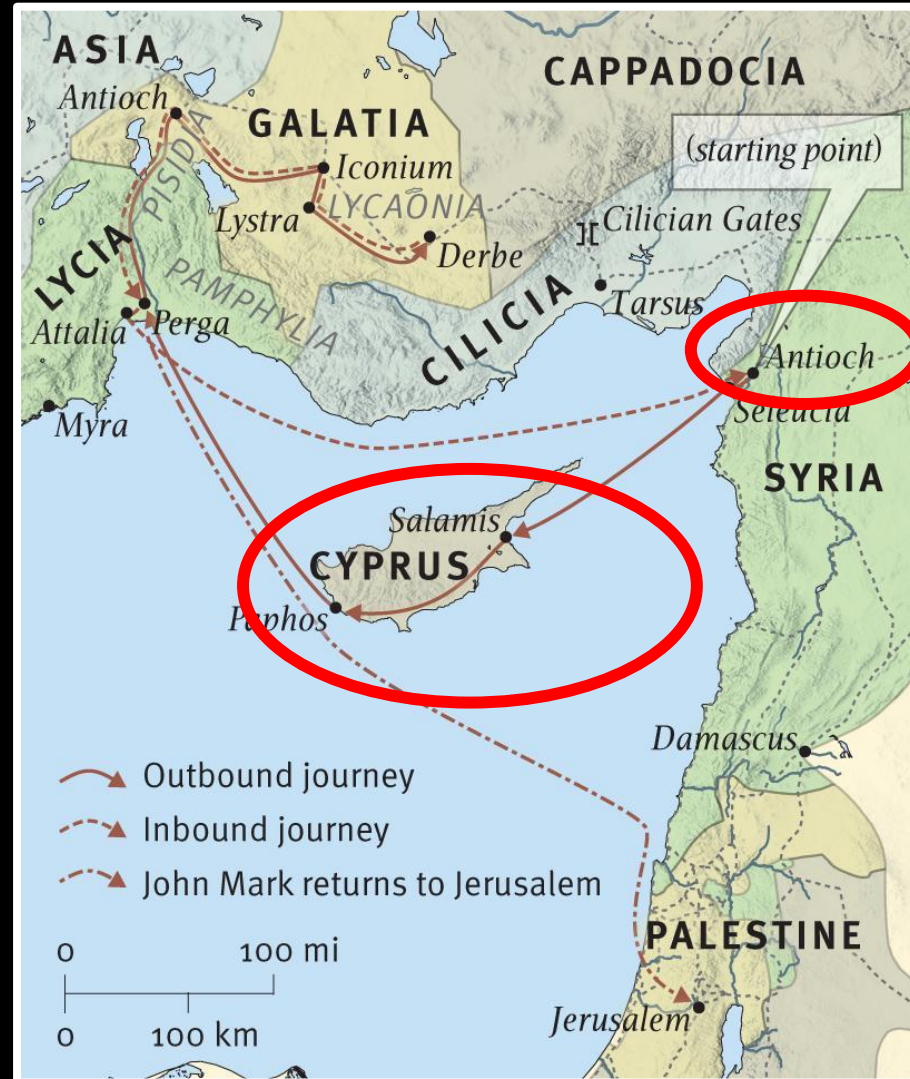 ASIA
Antioch
PISIDIA
GALATIA
CAPPADOCIA
(starting point)
Iconium
LYCAONIA
Lystra
Derbe
Cilician Gates
LYCIA
PAMPHYLIA
Attalia
Perga
CILICIA
Tarsus
Antioch
Seleucia
Myra
SYRIA
Salamis
CYPRUS
Paphos
Damascus
Outbound journey
Inbound journey
John Mark returns to Jerusalem
0 100 mi
0 100 km
PALESTINE
Jerusalem